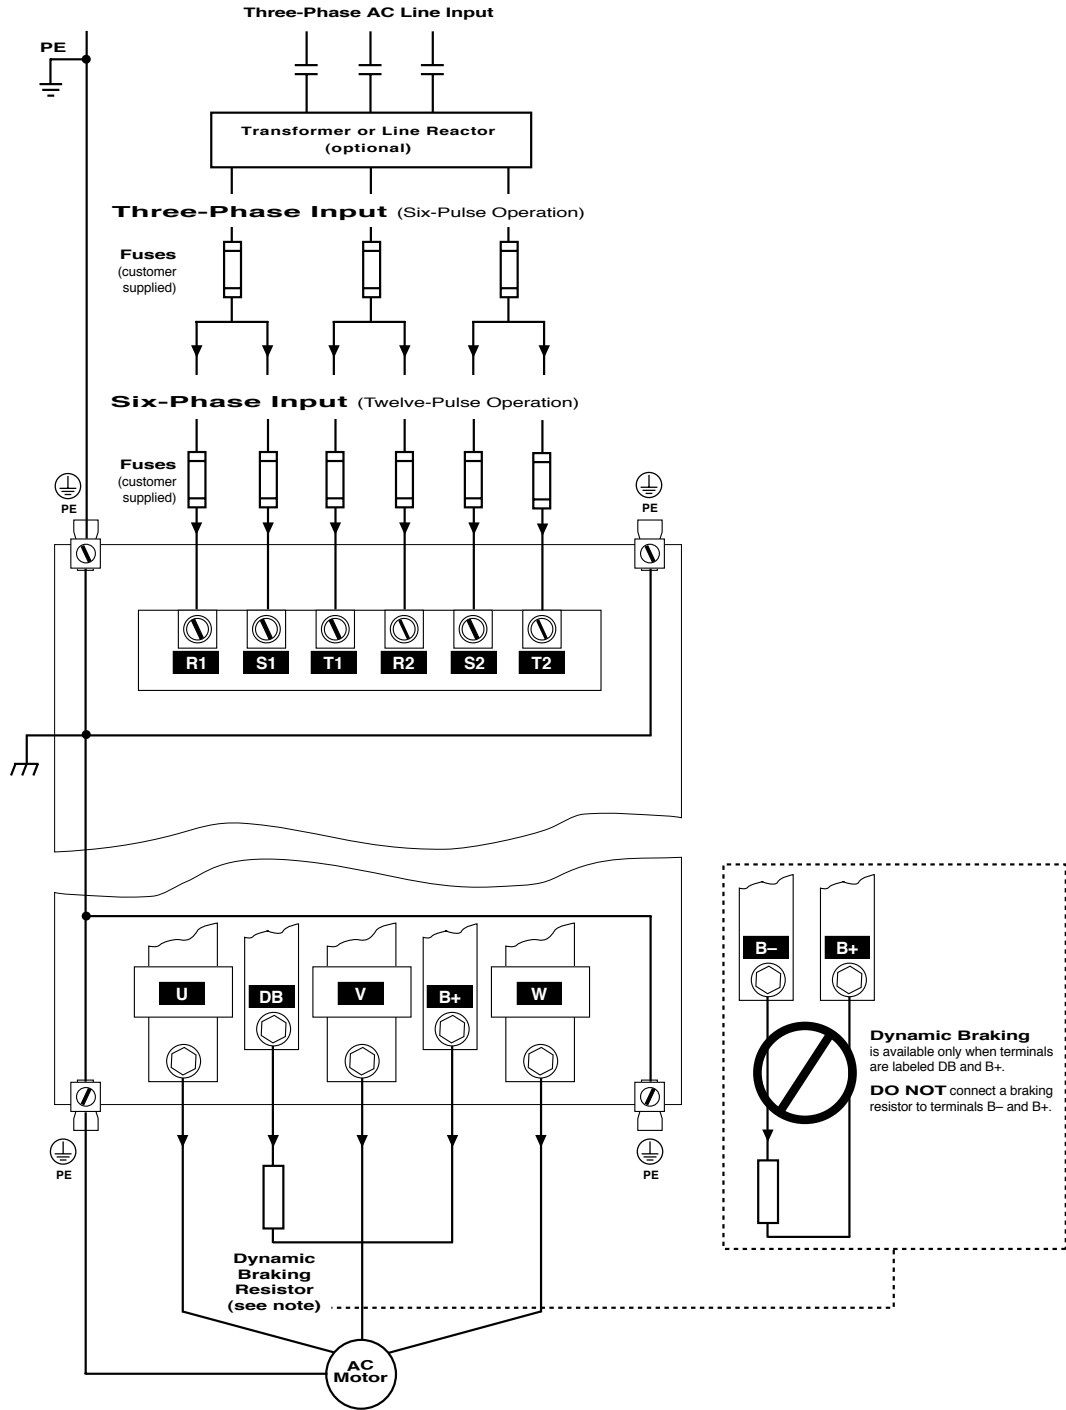 Three-Phase AC Line Input
PE
Transformer or Line Reactor
(optional)
Three-Phase Input (Six-Pulse Operation)
Fuses
(customer
supplied)
Six-Phase Input (Twelve-Pulse Operation)
Fuses
(customer
supplied)
PE
PE
R1 S1 T1 R2 S2 T2
U DB V B+ W
PE
PE
Dynamic
Braking
Resistor
(see note)
AC
Motor
B– B+
Dynamic Braking
is available only when terminals
are labeled DB and B+.
DO NOT connect a braking
resistor to terminals B– and B+.